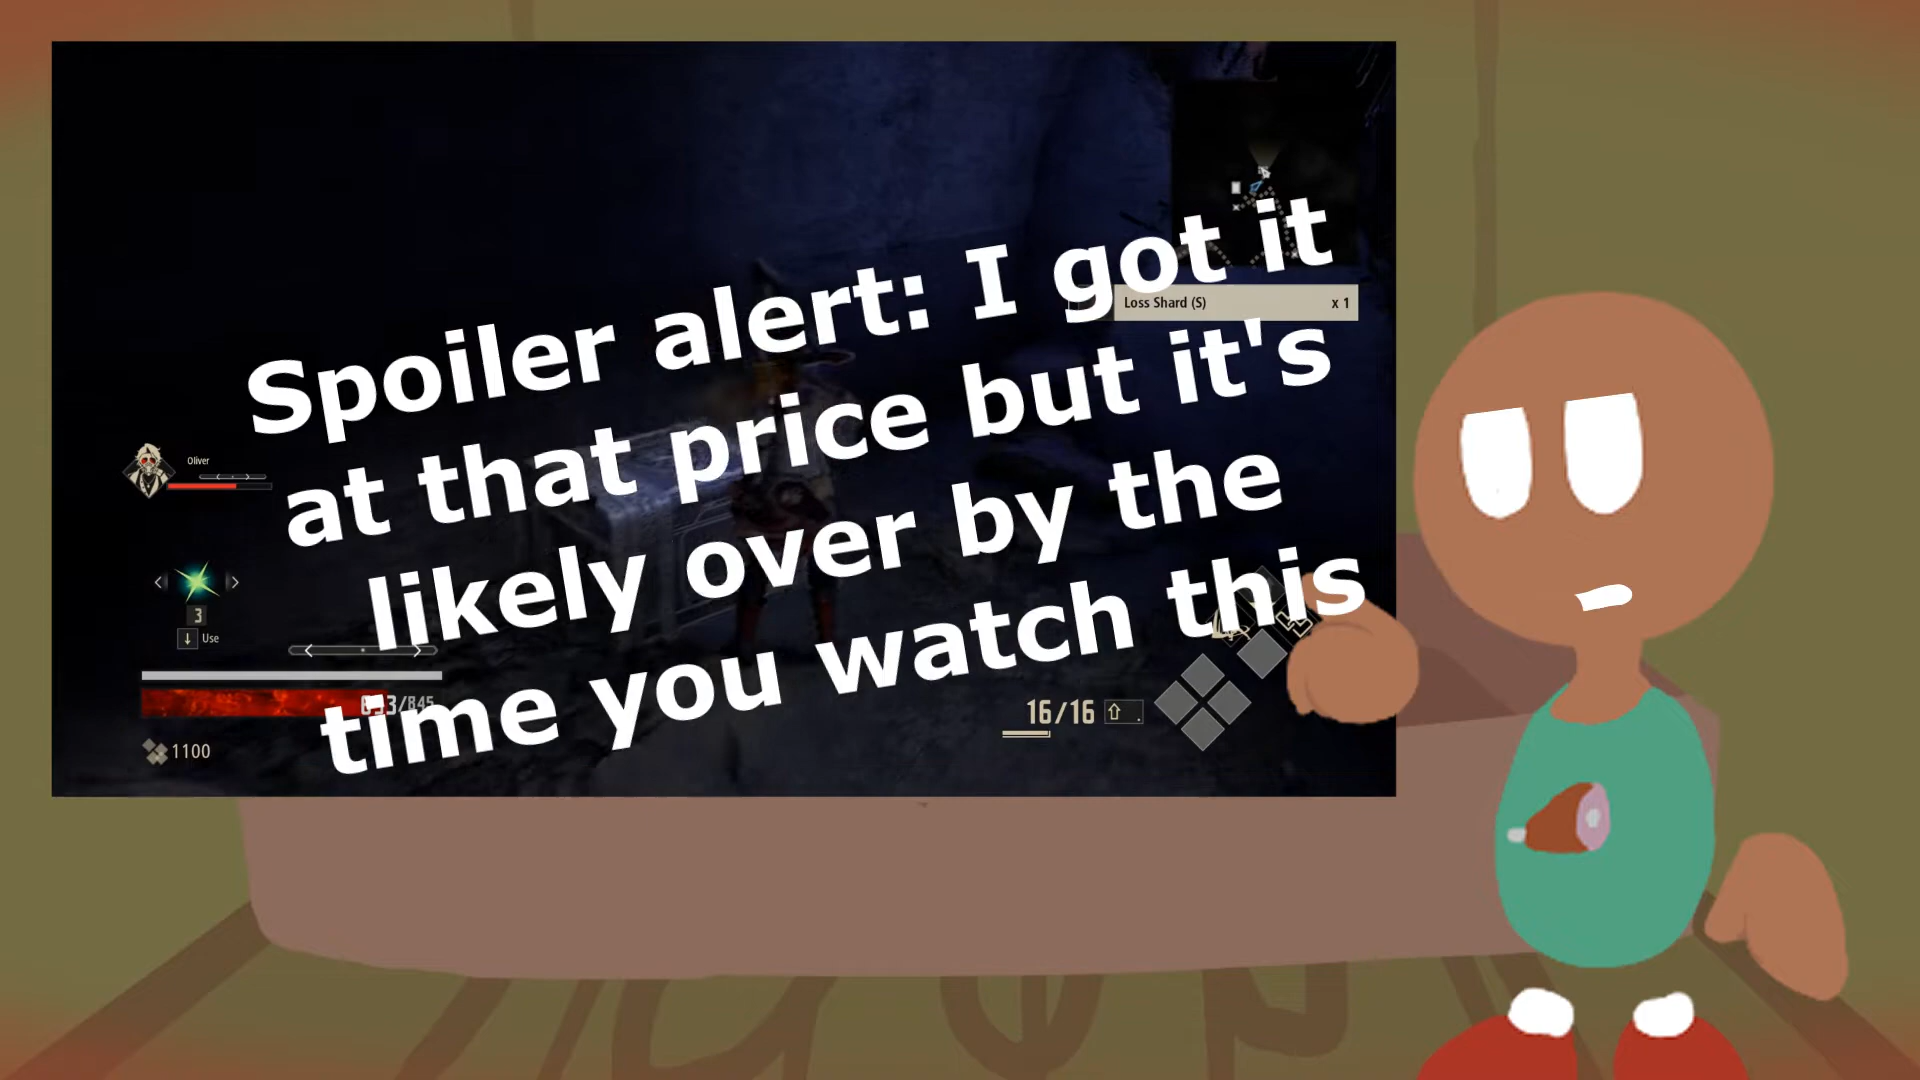 Spoiler alert: I got it
at that price but it's
likely over by the
time you watch this
Loss Shard (S) x 1
Oliver
3
Use
/845
1100
16/16